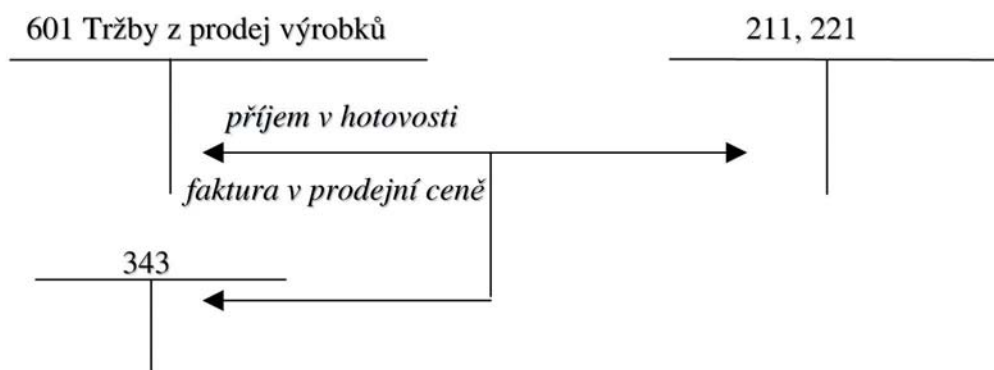 601 Tržby z prodej výrobků
211, 221
příjem v hotovosti
faktura v prodejní ceně
343